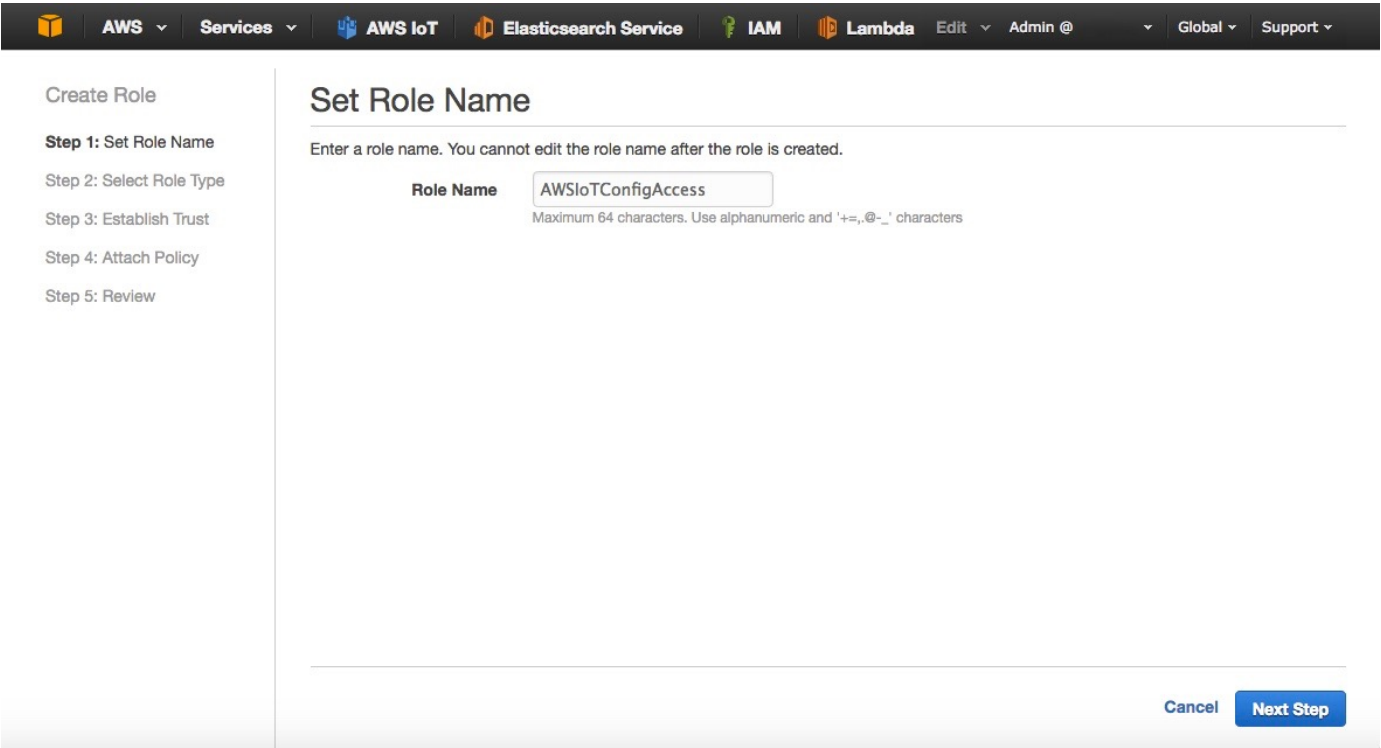 AWS Services AWS IoT Elasticsearch Service IAM Lambda Edit Admin @ Global Support
Create Role
Step 1: Set Role Name
Step 2: Select Role Type
Step 3: Establish Trust
Step 4: Attach Policy
Step 5: Review
Set Role Name
Enter a role name. You cannot edit the role name after the role is created.
Role Name AWSIoTConfigAccess
Maximum 64 characters. Use alphanumeric and '+=,.@-_' characters
Cancel Next Step